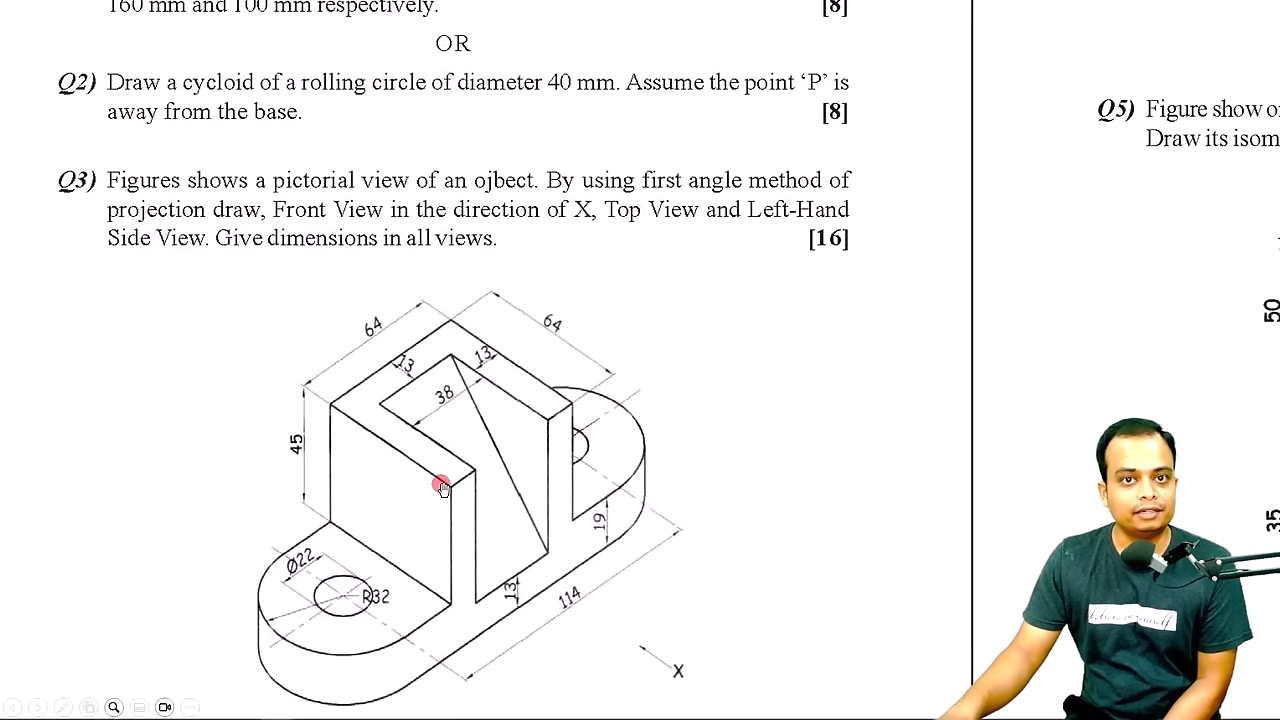 160 mm and 100 mm respectively. [8]
OR
Q2) Draw a cycloid of a rolling circle of diameter 40 mm. Assume the point ‘P’ is
away from the base. [8]
Q3) Figures shows a pictorial view of an ojbect. By using first angle method of
projection draw, Front View in the direction of X, Top View and Left-Hand
Side View. Give dimensions in all views. [16]
64
64
13
13
38
45
19
Ø22
R32
13
114
X
Q5) Figure show o
Draw its isom
50
35